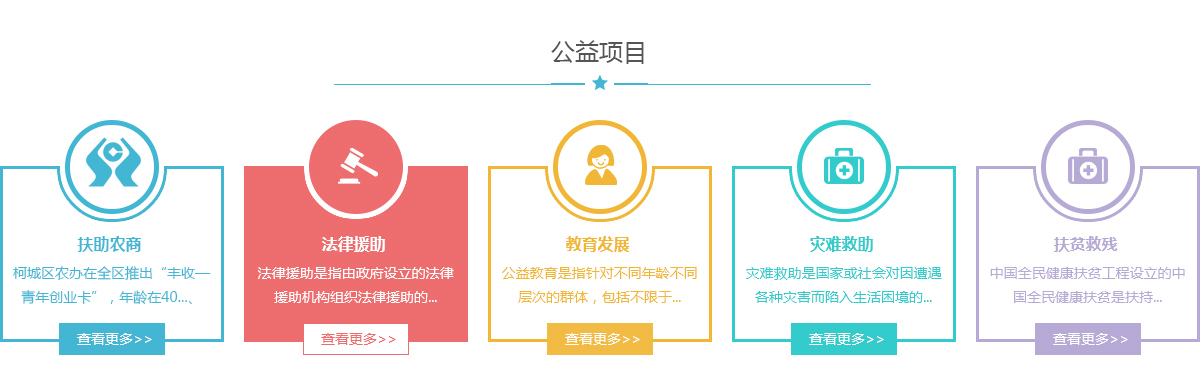 公益项目
扶助农商
柯城区农办在全区推出“丰收—
青年创业卡”，年龄在40...、
查看更多>>
法律援助
法律援助是指由政府设立的法律
援助机构组织法律援助的...
查看更多>>
教育发展
公益教育是指针对不同年龄不同
层次的群体，包括不限于...
查看更多>>
灾难救助
灾难救助是国家或社会对因遭遇
各种灾害而陷入生活困境的...
查看更多>>
扶贫救残
中国全民健康扶贫工程设立的中
国全民健康扶贫是扶持...
查看更多>>